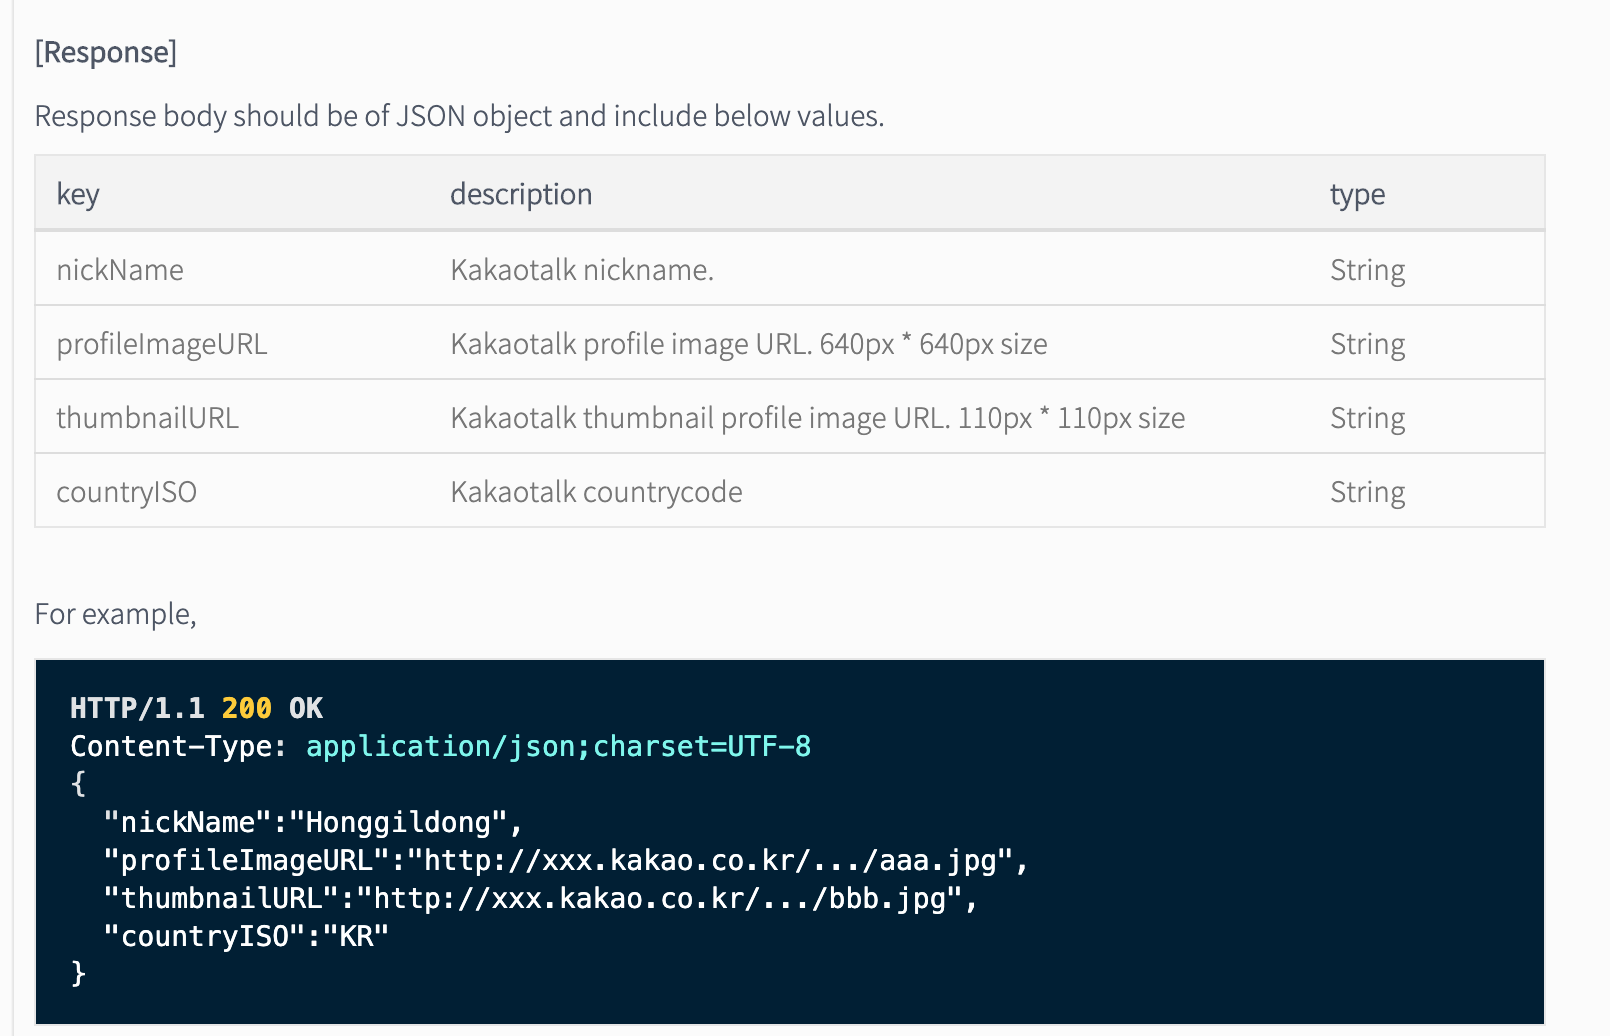 [Response]
Response body should be of JSON object and include below values.
key description type
nickName Kakaotalk nickname. String
profileImageURL Kakaotalk profile image URL. 640px * 640px size String
thumbnailURL Kakaotalk thumbnail profile image URL. 110px * 110px size String
countryISO Kakaotalk countrycode String
For example,
HTTP/1.1 200 OK
Content-Type: application/json;charset=UTF-8
{
"nickName":"Honggildong",
"profileImageURL":"http://xxx.kakao.co.kr/.../aaa.jpg",
"thumbnailURL":"http://xxx.kakao.co.kr/.../bbb.jpg",
"countryISO":"KR"
}